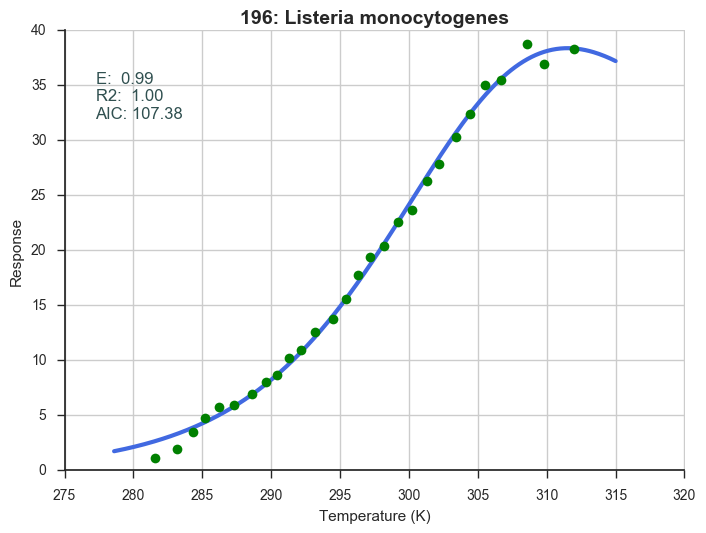 196: Listeria monocytogenes
E: 0.99
R2: 1.00
AIC: 107.38
Response
40
35
30
25
20
15
10
5
0
275 280 285 290 295 300 305 310 315 320
Temperature (K)